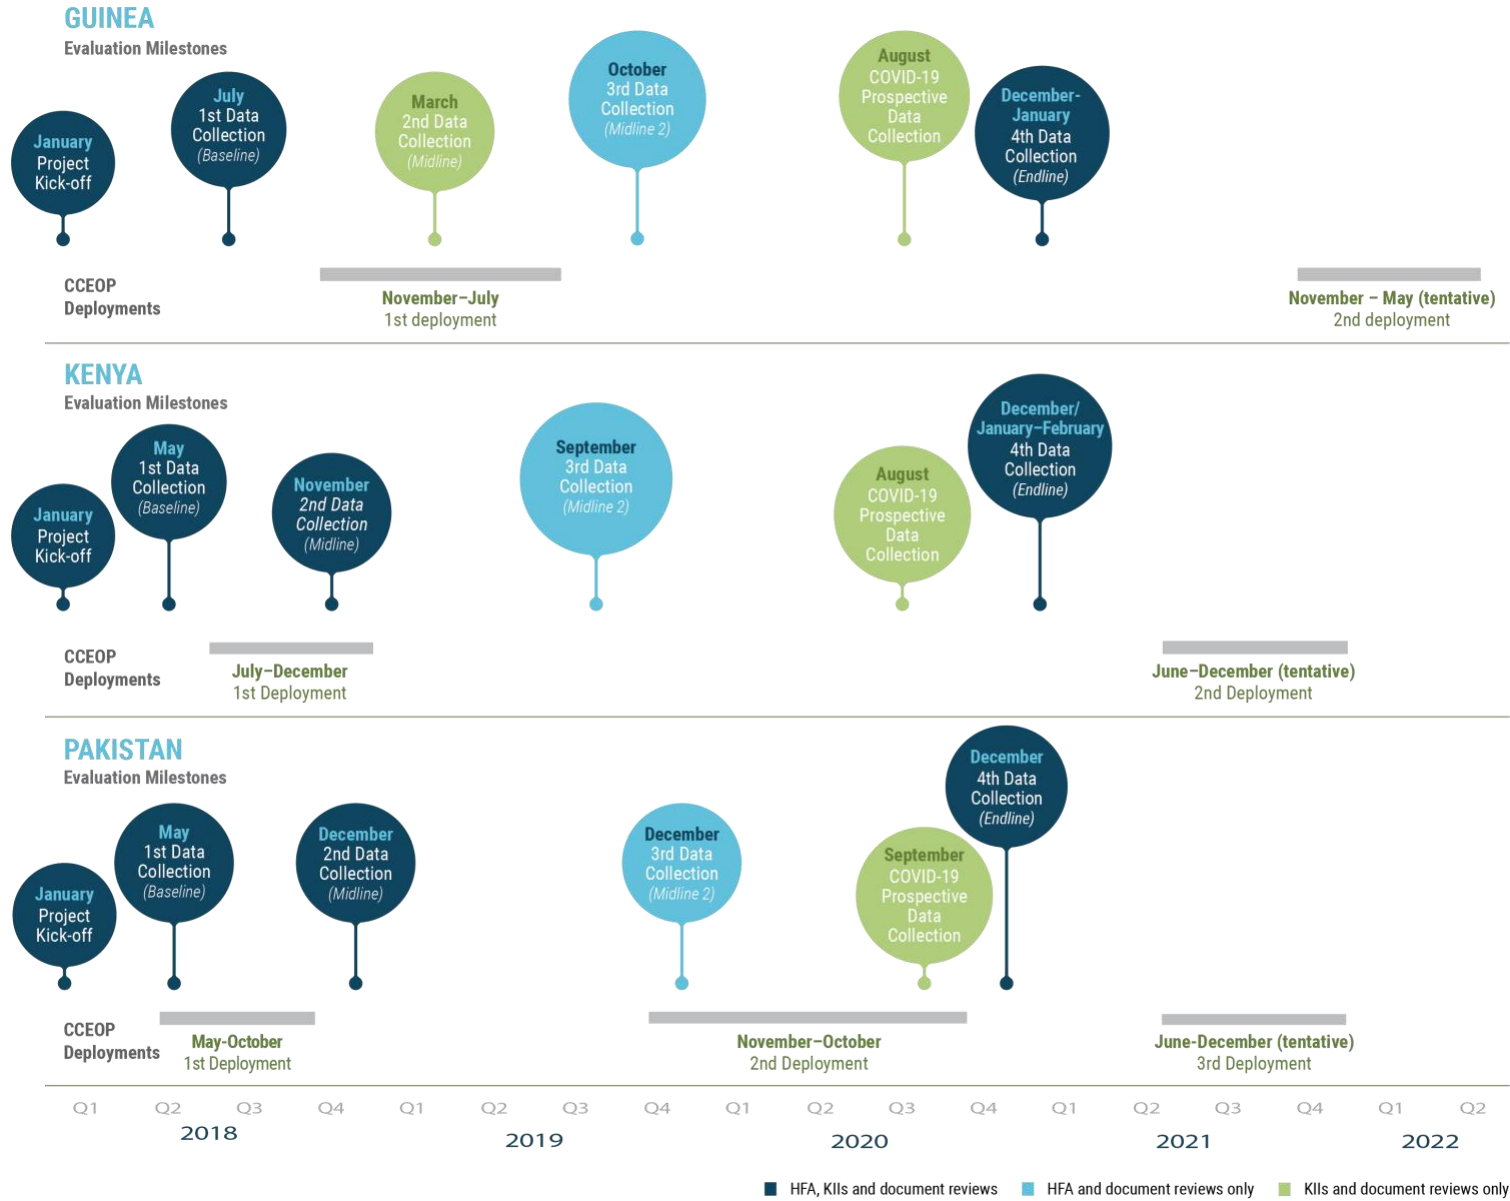 GUINEA
Evaluation Milestones
January
Project
Kick-off
July
1st Data
Collection
(Baseline)
March
2nd Data
Collection
(Midline)
October
3rd Data
Collection
(Midline 2)
August
COVID-19
Prospective
Data
Collection
December-
January
4th Data
Collection
(Endline)
CCEOP
Deployments
November–July
1st deployment
November – May (tentative)
2nd deployment
KENYA
Evaluation Milestones
January
Project
Kick-off
May
1st Data
Collection
(Baseline)
November
2nd Data
Collection
(Midline)
September
3rd Data
Collection
(Midline 2)
August
COVID-19
Prospective
Data
Collection
December/
January–February
4th Data
Collection
(Endline)
CCEOP
Deployments
July–December
1st Deployment
June–December (tentative)
2nd Deployment
PAKISTAN
Evaluation Milestones
January
Project
Kick-off
May
1st Data
Collection
(Baseline)
December
2nd Data
Collection
(Midline)
December
3rd Data
Collection
(Midline 2)
September
COVID-19
Prospective
Data
Collection
December
4th Data
Collection
(Endline)
CCEOP
Deployments
May-October
1st Deployment
November–October
2nd Deployment
June-December (tentative)
3rd Deployment
Q1 Q2 Q3 Q4 Q1 Q2 Q3 Q4 Q1 Q2 Q3 Q4 Q1 Q2 Q3 Q4 Q1 Q2
2018 2019 2020 2021 2022
HFA, KIIs and document reviews
HFA and document reviews only
KIIs and document reviews only